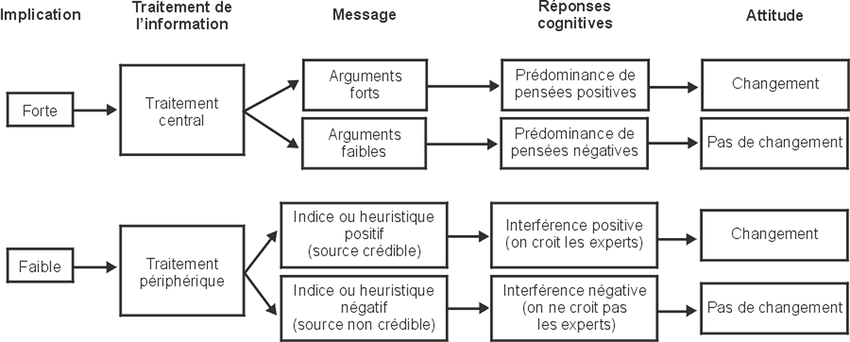 Implication
Traitement de
l'information
Message
Réponses
cognitives
Attitude
Forte
Traitement
central
Arguments
forts
Prédominance de
pensées positives
Changement
Arguments
faibles
Prédominance de
pensées négatives
Pas de changement
Faible
Traitement
périphérique
Indice ou heuristique
positif
(source crédible)
Interférence positive
(on croit les experts)
Changement
Indice ou heuristique
négatif
(source non crédible)
Interférence négative
(on ne croit pas
les experts)
Pas de changement